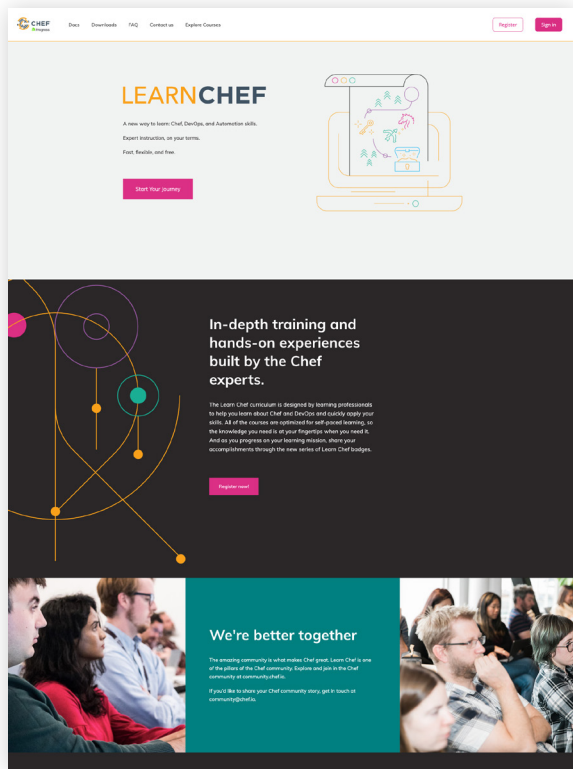 CHEF
Progress
Docs
Downloads
FAQ
Contact us
Explore Courses
Register
Sign in
LEARNCHEF
A new way to learn: Chef, DevOps, and Automation skills.
Expert instruction, on your terms.
Fast, flexible, and free.
Start Your Journey
In-depth training and
hands-on experiences
built by the Chef
experts.
The Learn Chef curriculum is designed by learning professionals
to help you learn about Chef and DevOps and quickly apply your
skills. All of the courses are optimized for self-paced learning, so
the knowledge you need is at your fingertips when you need it.
And as you progress on your learning mission, share your
accomplishments through the new series of Learn Chef badges.
Register now!
We're better together
The amazing community is what makes Chef great. Learn Chef is one
of the pillars of the Chef community. Explore and join in the Chef
community at community.chef.io.
If you'd like to share your Chef community story, get in touch at
community@chef.io.